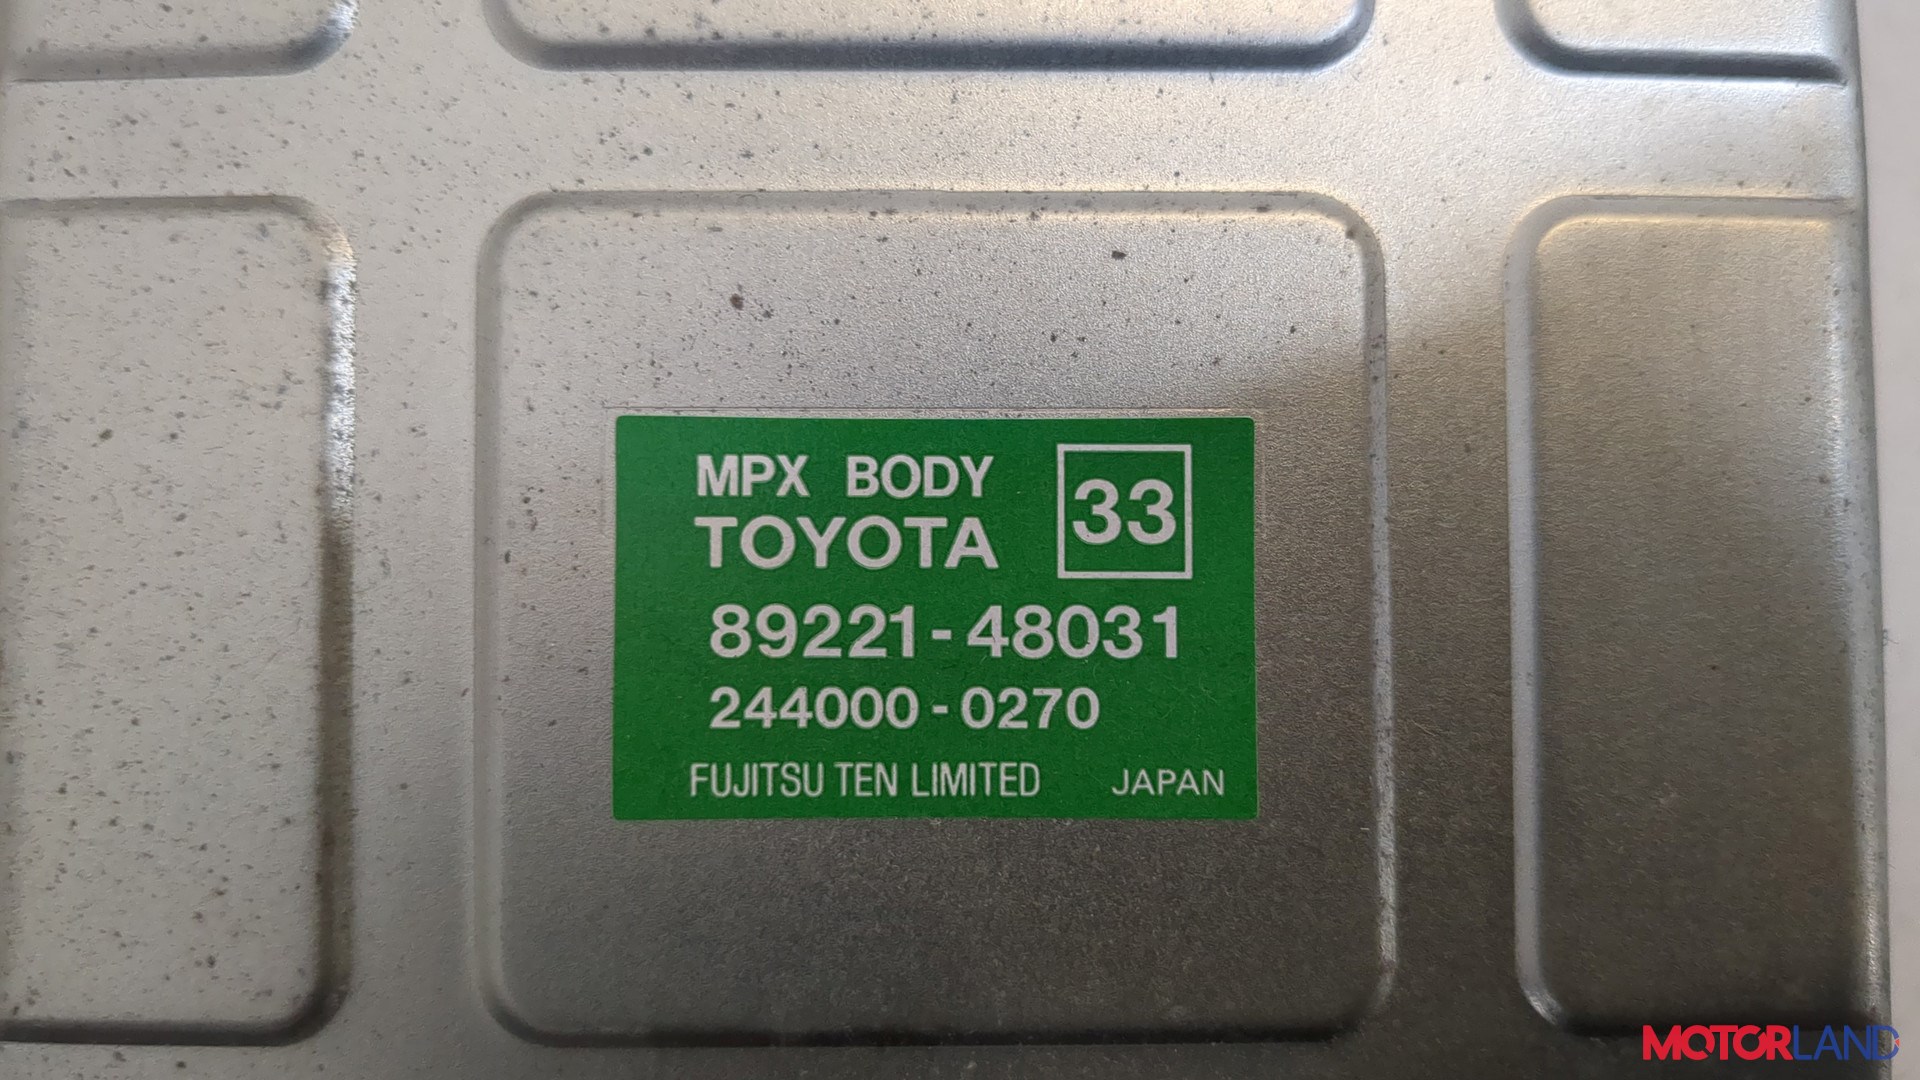 MPX BODY
TOYOTA
33
89221-48031
244000-0270
FUJITSU TEN LIMITED JAPAN
MOTORLAND